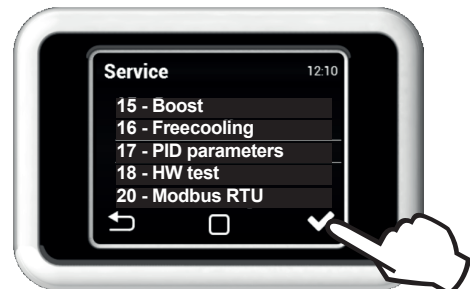 Service 12:10
15 - Boost
16 - Freecooling
17 - PID parameters
18 - HW test
20 - Modbus RTU